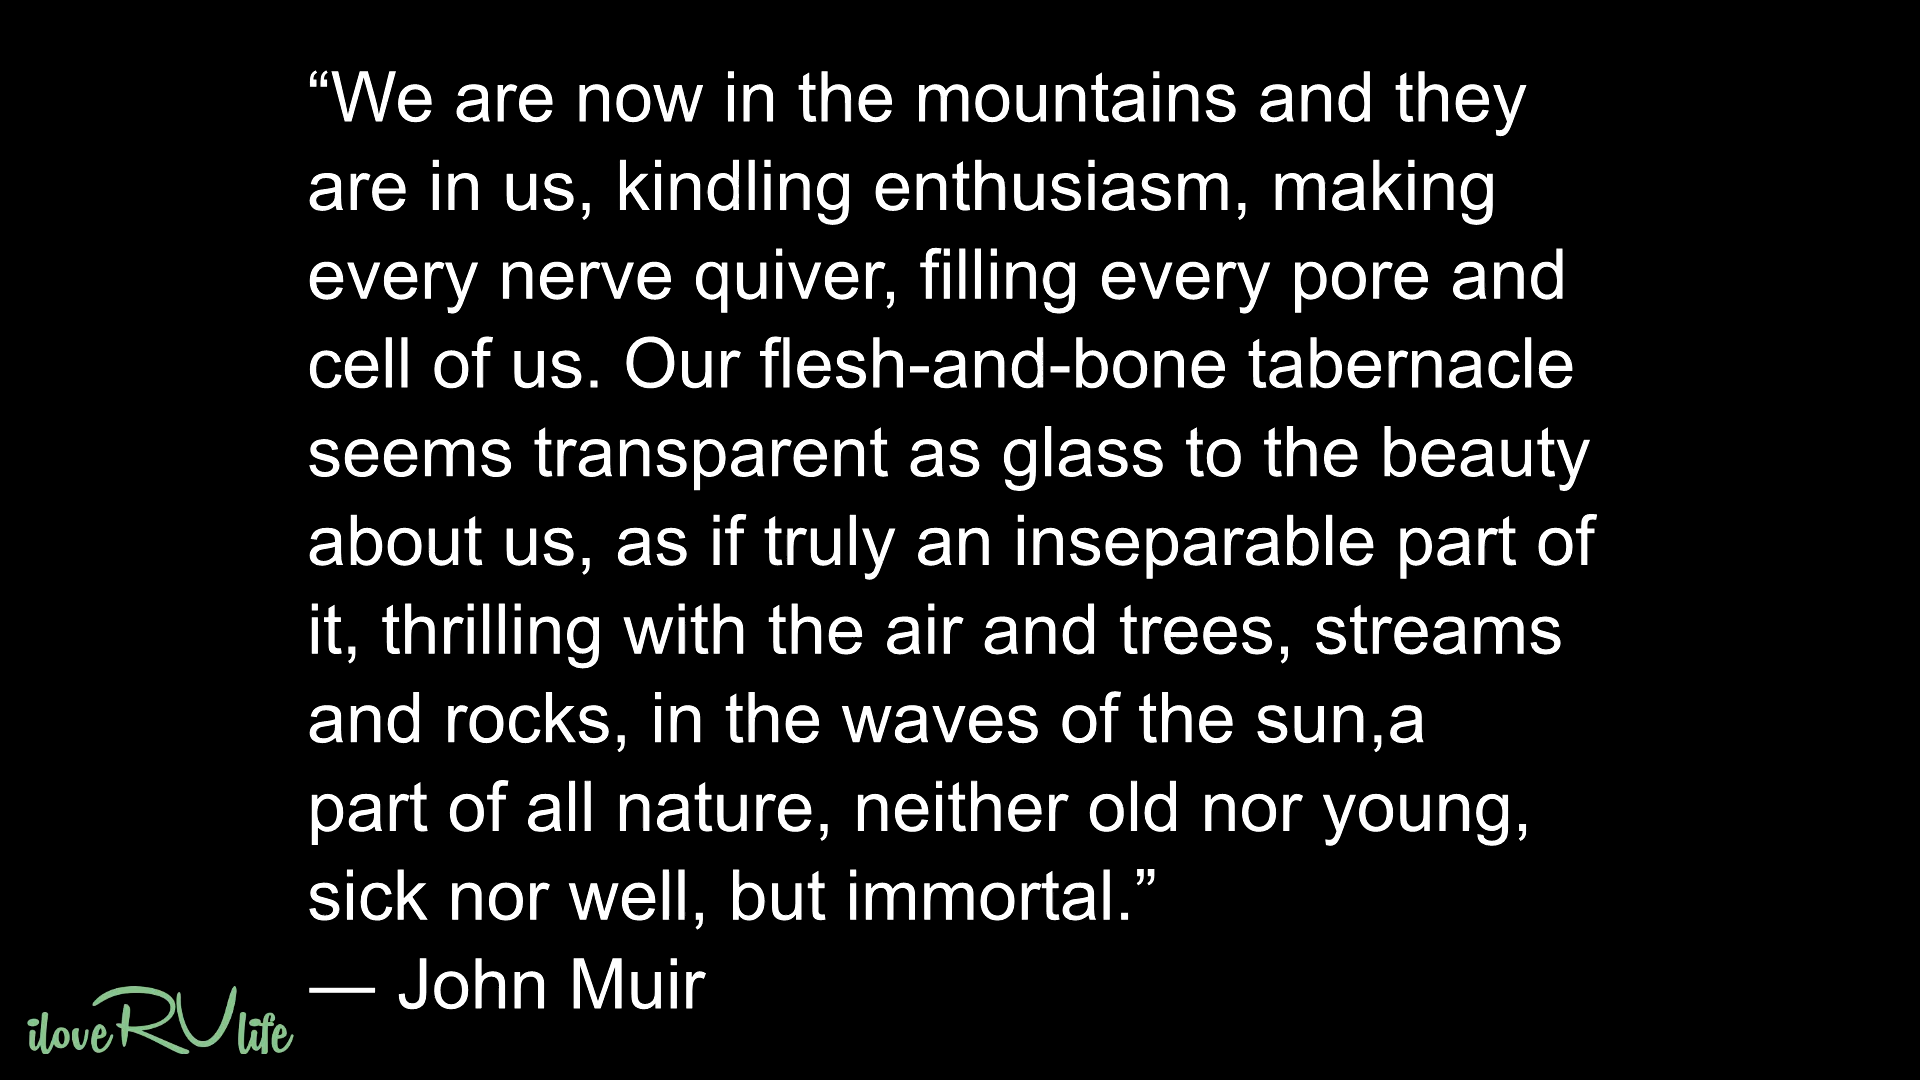 “We are now in the mountains and they
are in us, kindling enthusiasm, making
every nerve quiver, filling every pore and
cell of us. Our flesh-and-bone tabernacle
seems transparent as glass to the beauty
about us, as if truly an inseparable part of
it, thrilling with the air and trees, streams
and rocks, in the waves of the sun,a
part of all nature, neither old nor young,
sick nor well, but immortal.”
— John Muir
iloveRVlife